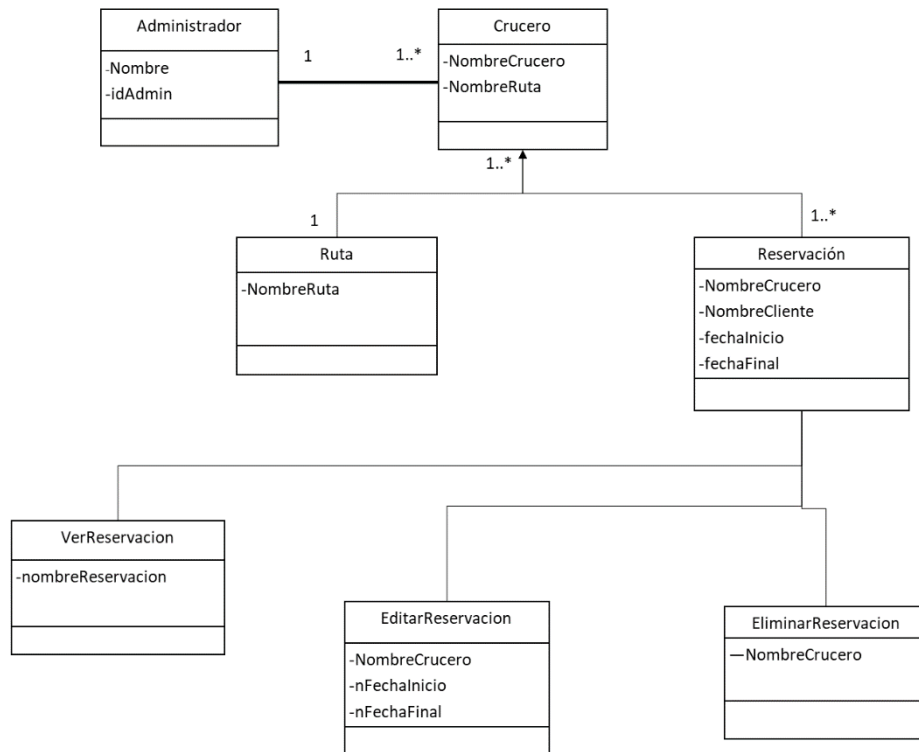 Administrador
-Nombre
-idAdmin
1
1..*
Crucero
-NombreCrucero
-NombreRuta
1..*
1
1..*
Ruta
-NombreRuta
Reservación
-NombreCrucero
-NombreCliente
-fechaInicio
-fechaFinal
VerReservacion
-nombreReservacion
EditarReservacion
-NombreCrucero
-nFechaInicio
-nFechaFinal
EliminarReservacion
—NombreCrucero